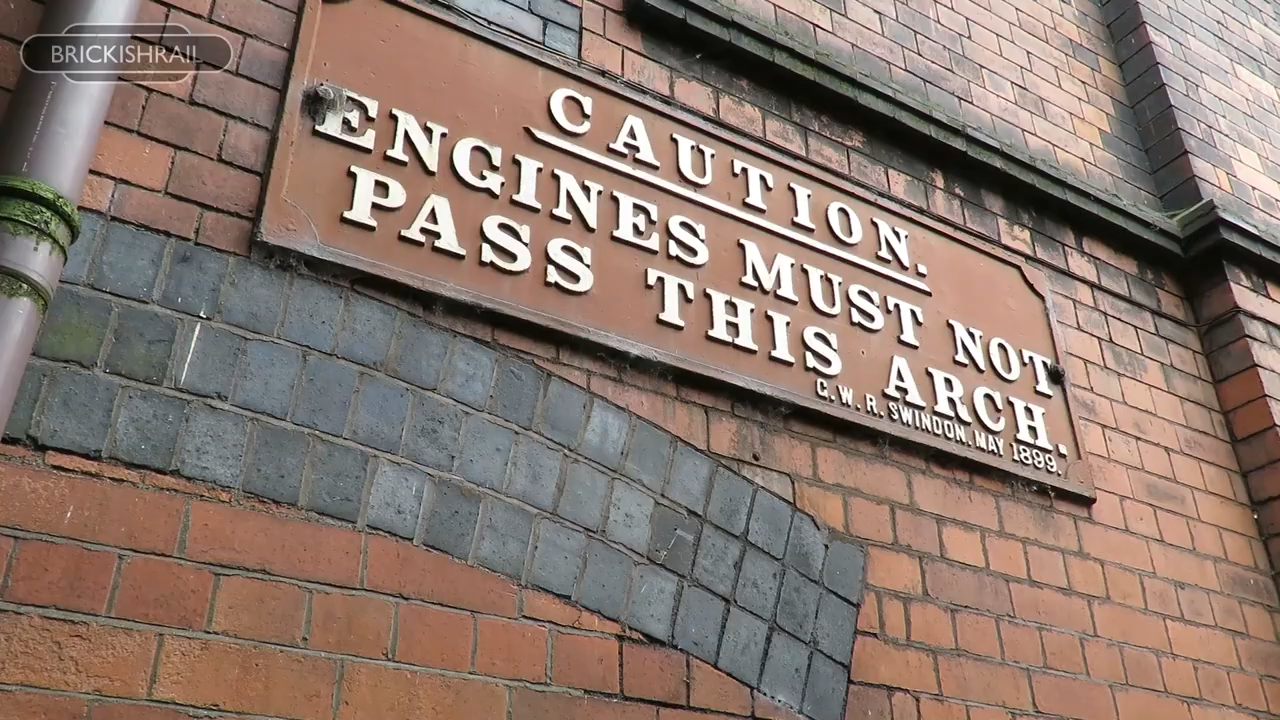 BRICKISHRAIL
CAUTION.
ENGINES MUST NOT
PASS THIS ARCH.
G.W.R. SWINDON, MAY 1899.